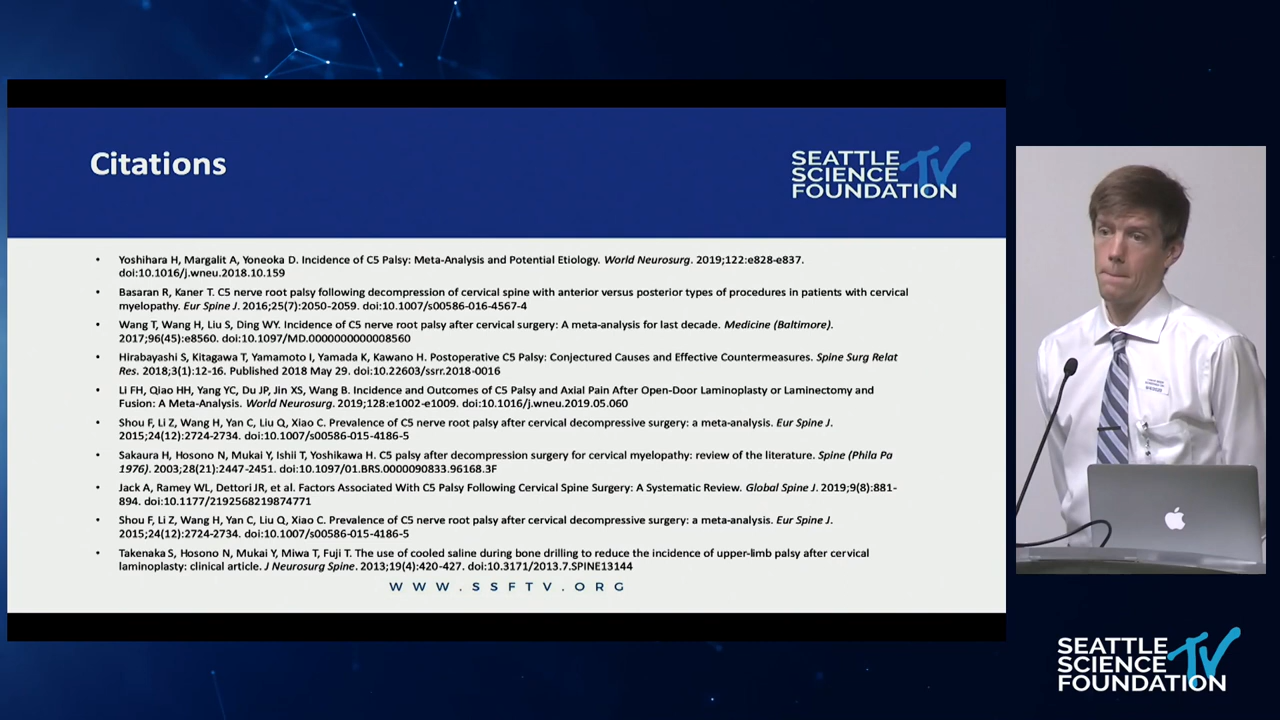 Citations
SEATTLE
SCIENCE TV
FOUNDATION
• Yoshihara H, Margalit A, Yoneoka D. Incidence of C5 Palsy: Meta-Analysis and Potential Etiology. World Neurosurg. 2019;122:e828-e837.
doi:10.1016/j.wneu.2018.10.159
• Basaran R, Kaner T. C5 nerve root palsy following decompression of cervical spine with anterior versus posterior types of procedures in patients with cervical
myelopathy. Eur Spine J. 2016;25(7):2050-2059. doi:10.1007/s00586-016-4567-4
• Wang T, Wang H, Liu S, Ding WY. Incidence of C5 nerve root palsy after cervical surgery: A meta-analysis for last decade. Medicine (Baltimore).
2017;96(45):e8560. doi:10.1097/MD.0000000000008560
• Hirabayashi S, Kitagawa T, Yamamoto I, Yamada K, Kawano H. Postoperative C5 Palsy: Conjectured Causes and Effective Countermeasures. Spine Surg Relat
Res. 2018;3(1):12-16. Published 2018 May 29. doi:10.22603/ssrr.2018-0016
• Li FH, Qiao HH, Yang YC, Du JP, Jin XS, Wang B. Incidence and Outcomes of C5 Palsy and Axial Pain After Open-Door Laminoplasty or Laminectomy and
Fusion: A Meta-Analysis. World Neurosurg. 2019;128:e1002-e1009. doi:10.1016/j.wneu.2019.05.060
• Shou F, Li Z, Wang H, Yan C, Liu Q, Xiao C. Prevalence of C5 nerve root palsy after cervical decompressive surgery: a meta-analysis. Eur Spine J.
2015;24(12):2724-2734. doi:10.1007/s00586-015-4186-5
• Sakaura H, Hosono N, Mukai Y, Ishii T, Yoshikawa H. C5 palsy after decompression surgery for cervical myelopathy: review of the literature. Spine (Phila Pa
1976). 2003;28(21):2447-2451. doi:10.1097/01.BRS.0000090833.96168.3F
• Jack A, Ramey WL, Dettori JR, et al. Factors Associated With C5 Palsy Following Cervical Spine Surgery: A Systematic Review. Global Spine J. 2019;9(8):881-
894. doi:10.1177/2192568219874771
• Shou F, Li Z, Wang H, Yan C, Liu Q, Xiao C. Prevalence of C5 nerve root palsy after cervical decompressive surgery: a meta-analysis. Eur Spine J.
2015;24(12):2724-2734. doi:10.1007/s00586-015-4186-5
• Takenaka S, Hosono N, Mukai Y, Miwa T, Fuji T. The use of cooled saline during bone drilling to reduce the incidence of upper-limb palsy after cervical
laminoplasty: clinical article. J Neurosurg Spine. 2013;19(4):420-427. doi:10.3171/2013.7.SPINE13144
WWW.SSFTV.ORG
SEATTLE
SCIENCE TV
FOUNDATION